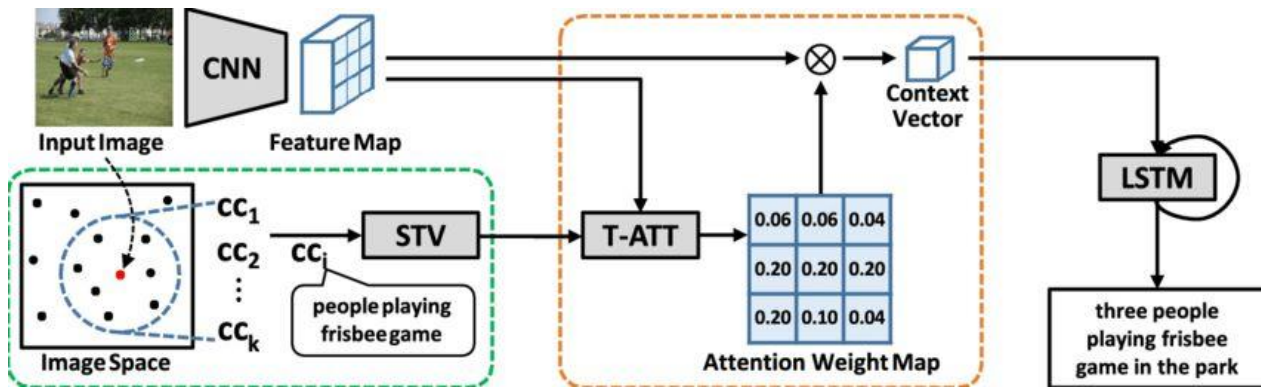 CNN
Input Image
Feature Map
Context
Vector
LSTM
CC1
CC2
⋮
CCk
CCi
STV
T-ATT
people playing
frisbee game
Image Space
0.06 0.06 0.04
0.20 0.20 0.20
0.20 0.10 0.04
Attention Weight Map
three people
playing frisbee
game in the park